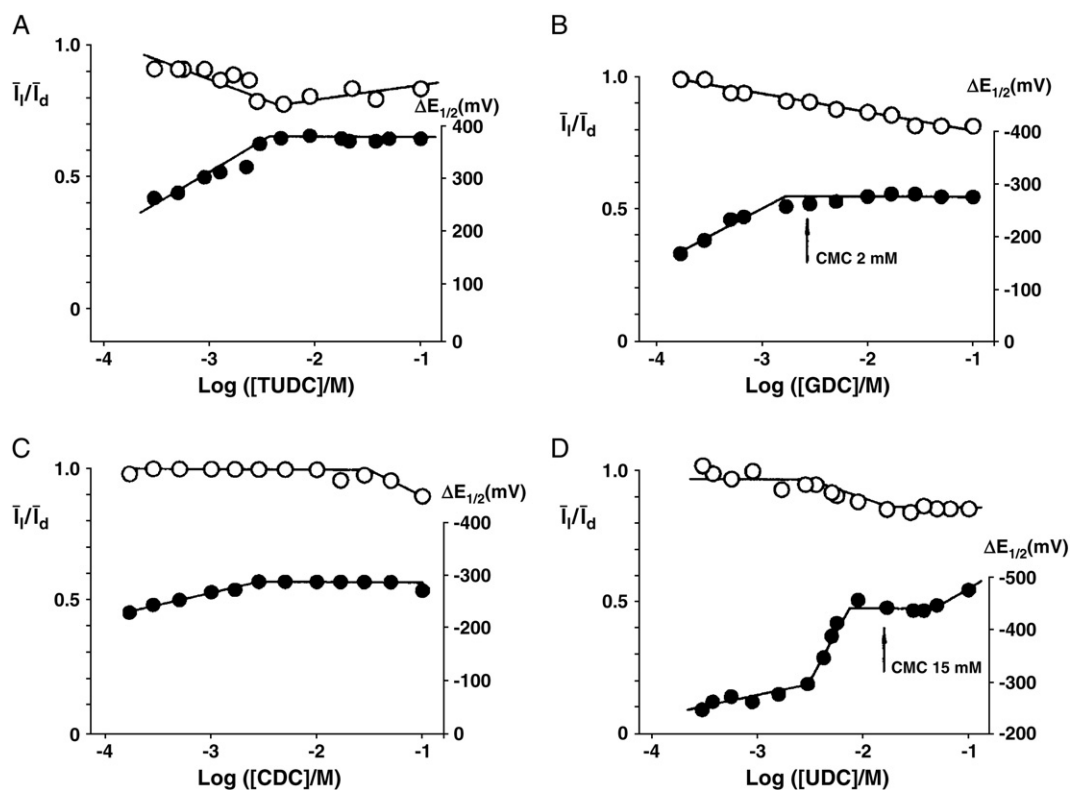 A
1.0
Ī_l/Ī_d
ΔE_1/2(mV)
400
300
0.5
200
100
0
0
-4 -3 -2 -1
Log ([TUDC]/M)
B
1.0
ΔE_1/2(mV)
Ī_l/Ī_d
-400
-300
0.5
-200
CMC 2 mM
-100
0
0
-4 -3 -2 -1
Log ([GDC]/M)
C
1.0
ΔE_1/2(mV)
Ī_l/Ī_d
-400
-300
0.5
-200
-100
0
0
-4 -3 -2 -1
Log ([CDC]/M)
D
1.0
Ī_l/Ī_d
ΔE_1/2(mV)
-500
0.5
-400
CMC 15 mM
-300
0
-200
-4 -3 -2 -1
Log ([UDC]/M)